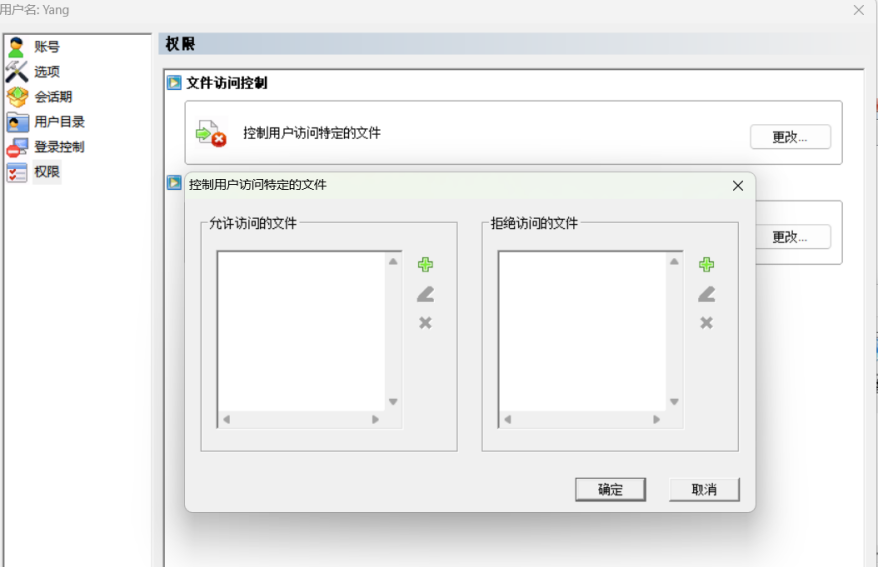 用户名: Yang
账号
选项
会话期
用户目录
登录控制
权限
权限
文件访问控制
控制用户访问特定的文件
更改...
控制用户访问特定的文件
允许访问的文件
拒绝访问的文件
更改...
确定
取消